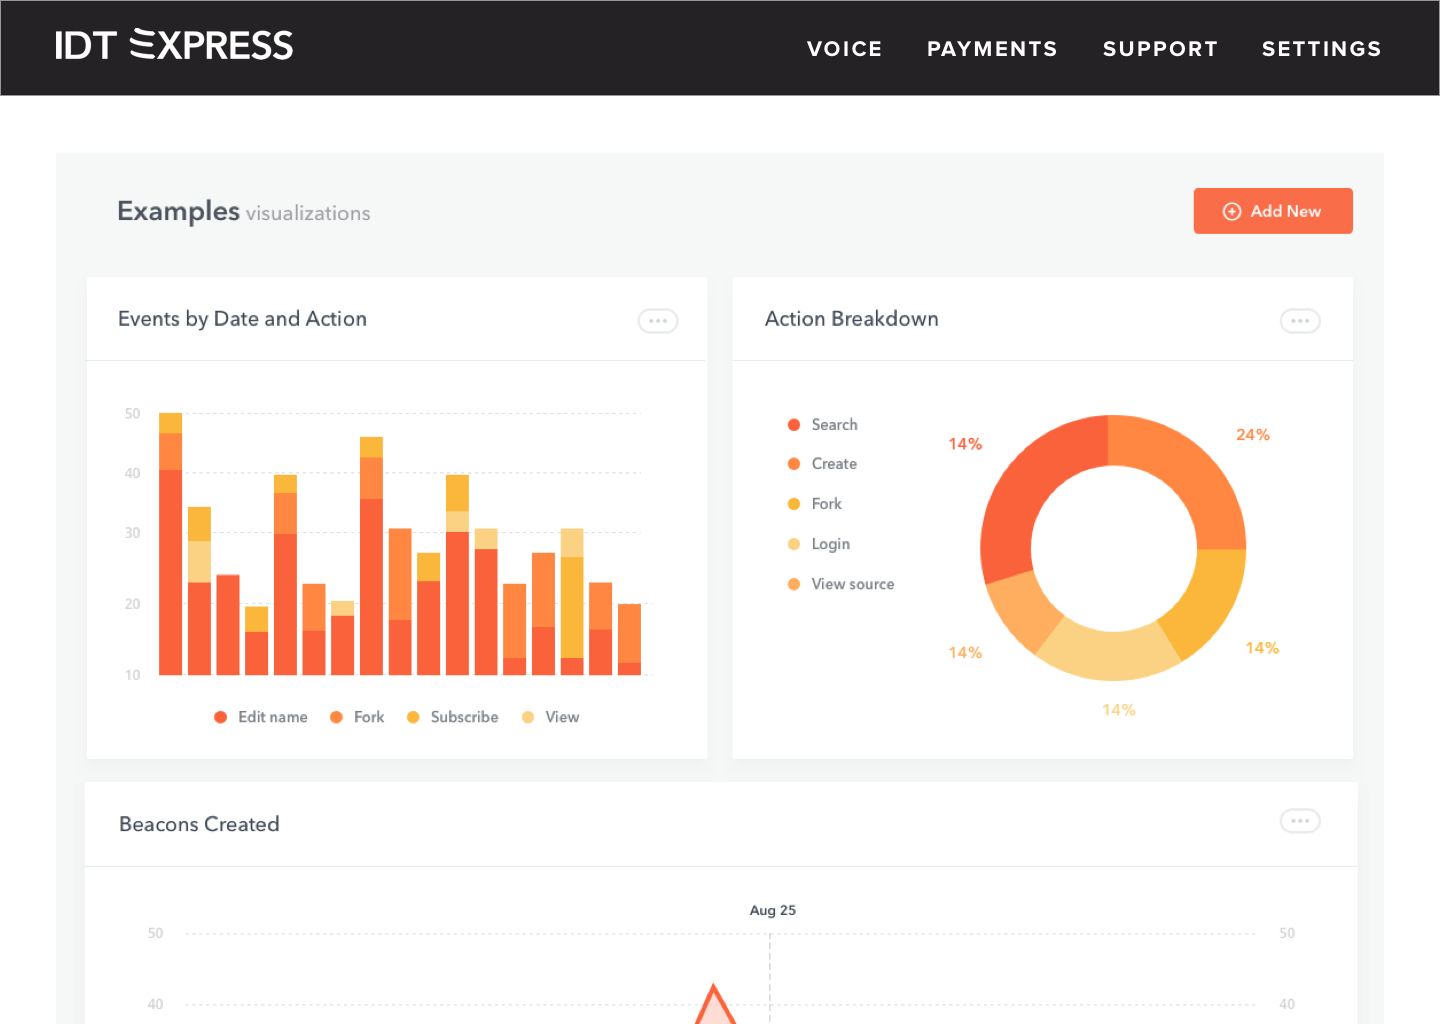 IDT EXPRESS
VOICE PAYMENTS SUPPORT SETTINGS
Examples visualizations
Add New
Events by Date and Action
50
40
30
20
10
Edit name Fork Subscribe View
Action Breakdown
Search
Create
Fork
Login
View source
14%
24%
14%
14%
14%
Beacons Created
Aug 25
50 50
40 40